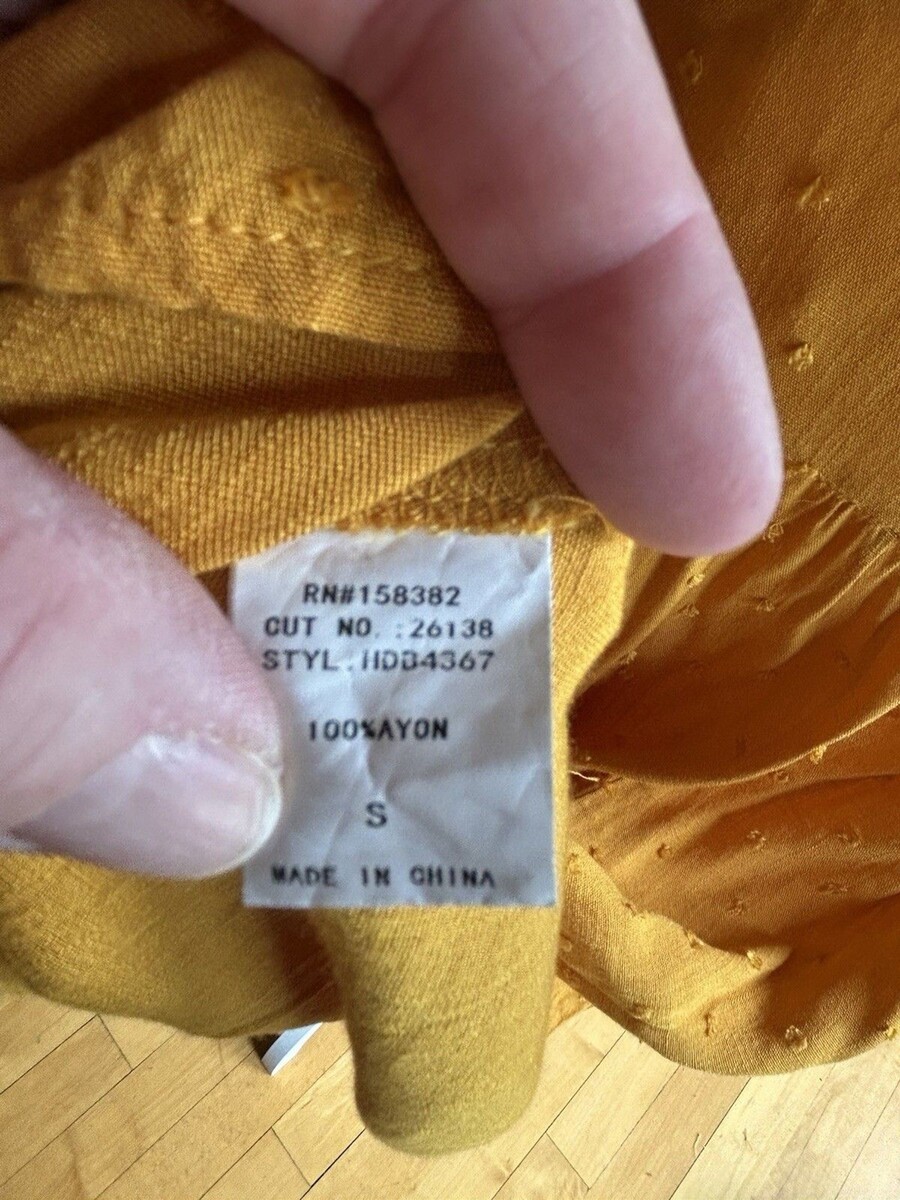 RN#158382
CUT NO. :26138
STYL.HDB4367
100%AYON
S
MADE IN CHINA